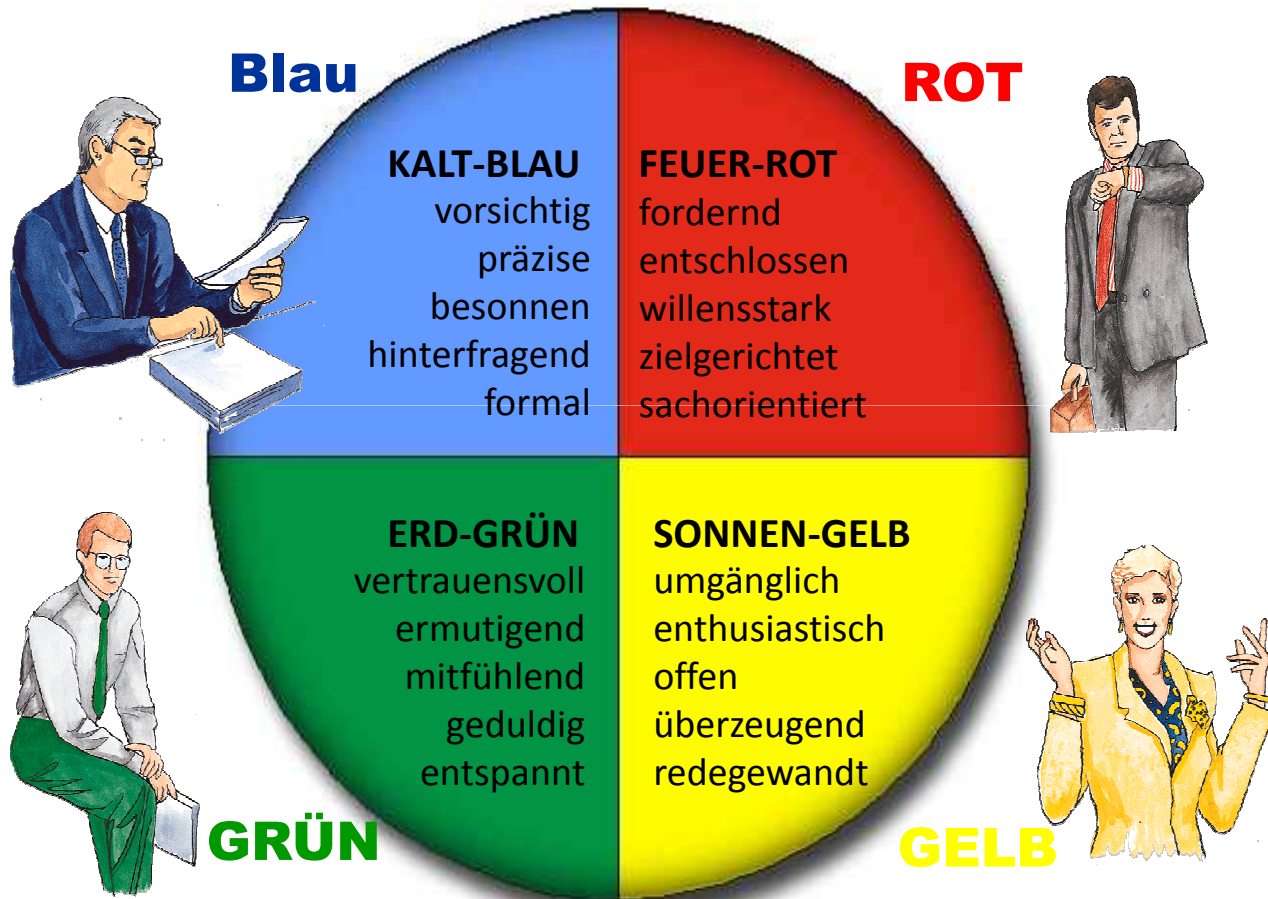 Blau
ROT
KALT-BLAU
vorsichtig
präzise
besonnen
hinterfragend
formal
FEUER-ROT
fordernd
entschlossen
willensstark
zielgerichtet
sachorientiert
ERD-GRÜN
vertrauensvoll
ermutigend
mitfühlend
geduldig
entspannt
SONNEN-GELB
umgänglich
enthusiastisch
offen
überzeugend
redegewandt
GRÜN
GELB